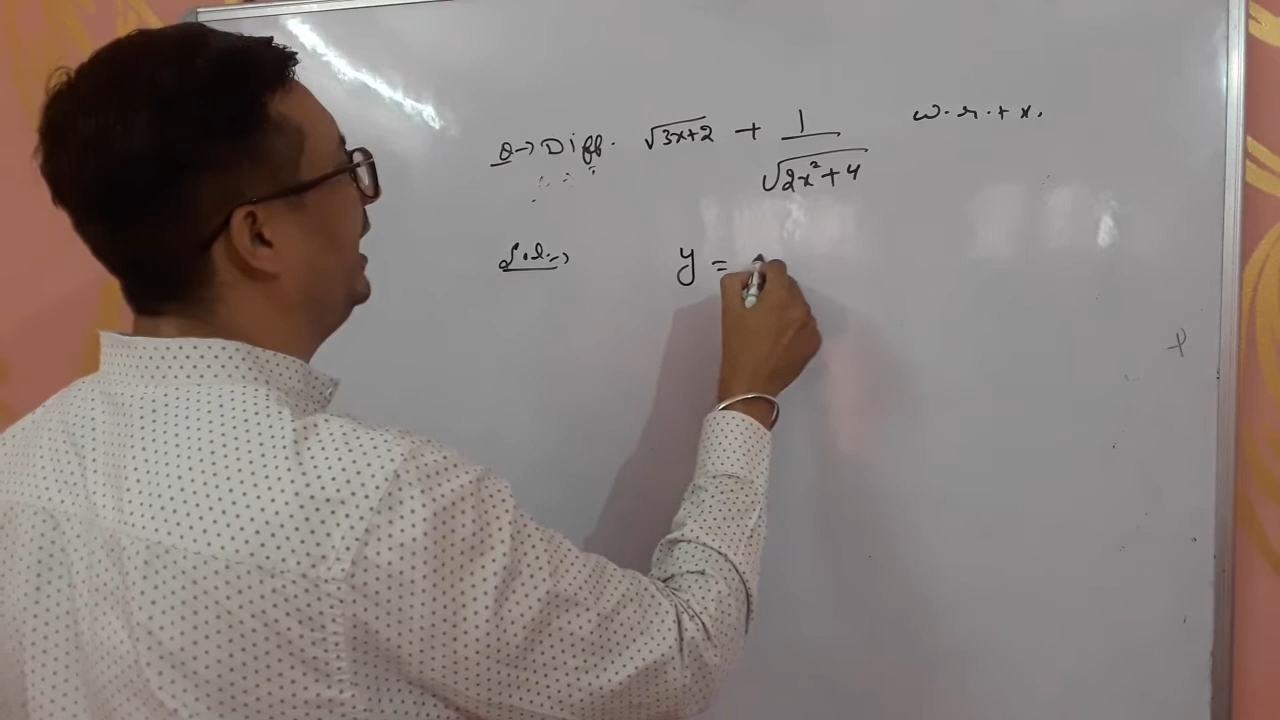 Q → Diff. √3x+2 + 1/√2x²+4 w.r.t x.
Sol.→ y =